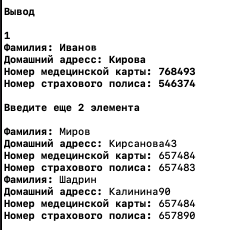 Вывод
1
Фамилия: Иванов
Домашний адресс: Кирова
Номер медецинской карты: 768493
Номер страхового полиса: 546374
Введите еще 2 элемента
Фамилия: Миров
Домашний адресс: Кирсанова43
Номер медецинской карты: 657484
Номер страхового полиса: 657483
Фамилия: Шадрин
Домашний адресс: Калинина90
Номер медецинской карты: 657484
Номер страхового полиса: 657890